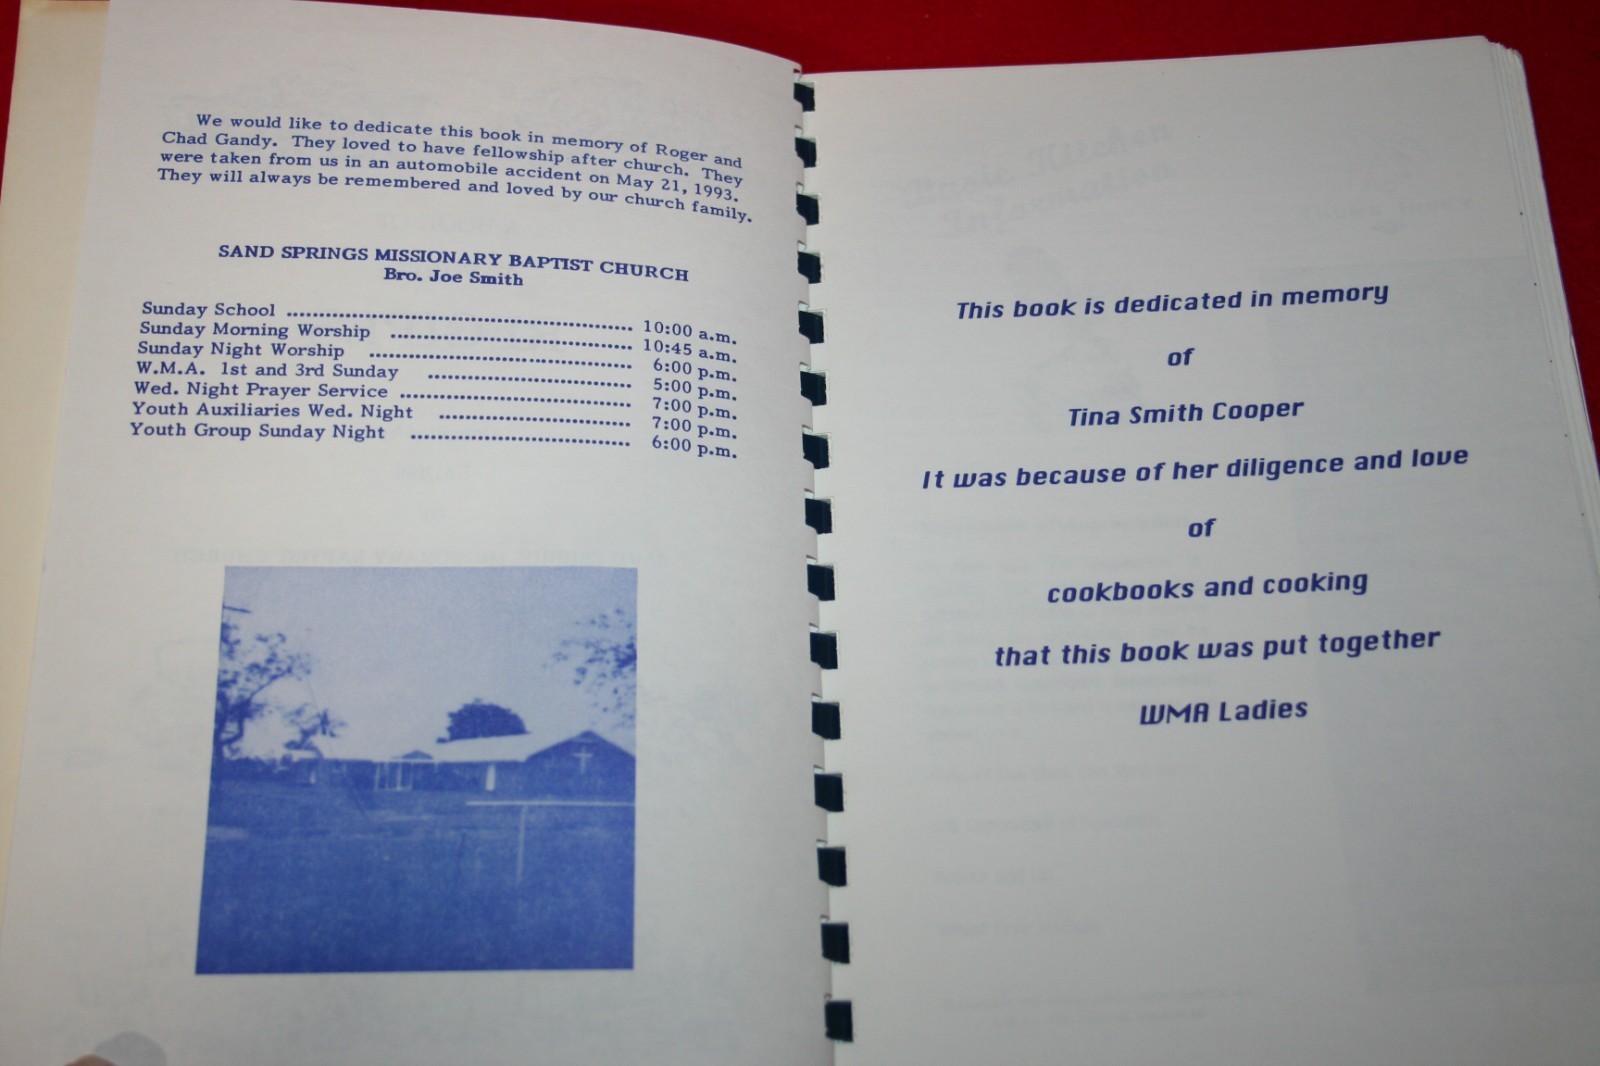 We would like to dedicate this book in memory of Roger and
Chad Gandy. They loved to have fellowship after church. They
were taken from us in an automobile accident on May 21, 1993.
They will always be remembered and loved by our church family.
SAND SPRINGS MISSIONARY BAPTIST CHURCH
Bro. Joe Smith
Sunday School ........................ 10:00 a.m.
Sunday Morning Worship ........................ 10:45 a.m.
Sunday Night Worship ........................ 6:00 p.m.
W.M.A. 1st and 3rd Sunday ........................ 5:00 p.m.
Wed. Night Prayer Service ........................ 7:00 p.m.
Youth Auxiliaries Wed. Night ........................ 7:00 p.m.
Youth Group Sunday Night ........................ 6:00 p.m.
This book is dedicated in memory
of
Tina Smith Cooper
It was because of her diligence and love
of
cookbooks and cooking
that this book was put together
WMA Ladies